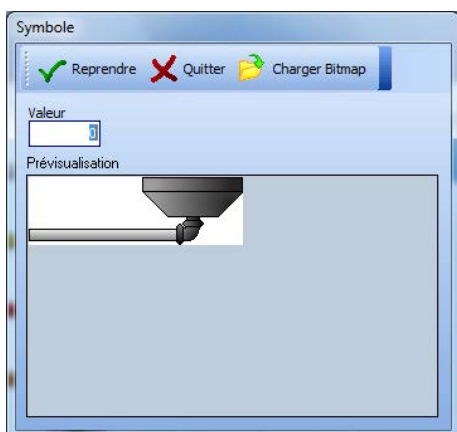 Symbole
Reprendre Quitter Charger Bitmap
Valeur
0
Prévisualisation